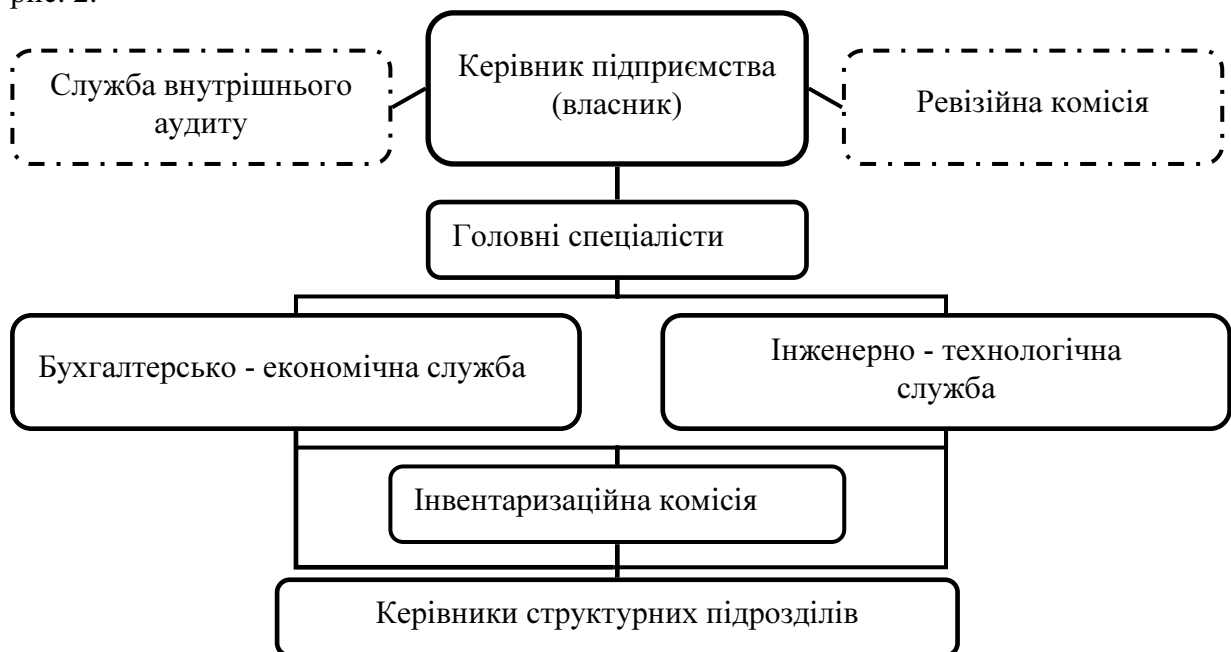 рис. 2.
Служба внутрішнього
аудиту
Керівник підприємства
(власник)
Ревізійна комісія
Головні спеціалісти
Бухгалтерсько - економічна служба
Інженерно - технологічна
служба
Інвентаризаційна комісія
Керівники структурних підрозділів